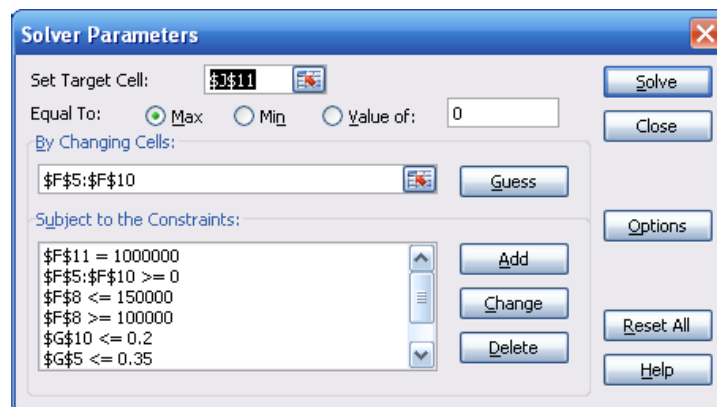 Solver Parameters
Set Target Cell: $J$11 Solve
Equal To: Max Min Value of: 0 Close
By Changing Cells:
$F$5:$F$10 Guess
Subject to the Constraints: Options
$F$11 = 1000000 Add
$F$5:$F$10 >= 0
$F$8 <= 150000 Change
$F$8 >= 100000 Reset All
$G$10 <= 0.2 Delete
$G$5 <= 0.35 Help